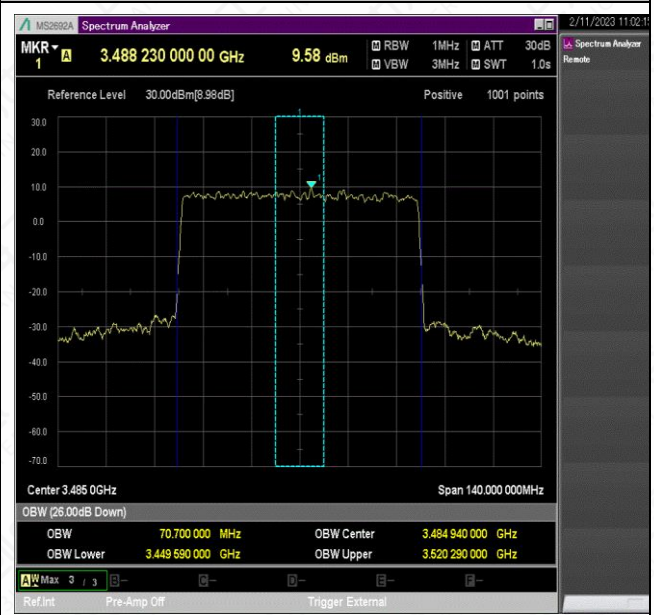 MS2692A Spectrum Analyzer 2/11/2023 11:02:15
MKR A 3.488 230 000 00 GHz 9.58 dBm M RBW 1MHz M ATT 30dB
1 M VBW 3MHz M SWT 1.0s
Spectrum Analyzer
Remote
Reference Level 30.00dBm[8.98dB] Positive 1001 points
1
30.0
20.0
10.0
1
0.0
-10.0
-20.0
-30.0
-40.0
-50.0
-60.0
-70.0
Center 3.485 0GHz Span 140.000 000MHz
OBW (26.00dB Down)
OBW 70.700 000 MHz OBW Center 3.484 940 000 GHz
OBW Lower 3.449 590 000 GHz OBW Upper 3.520 290 000 GHz
A W Max 3 / 3 B- C- D- E- F-
Ref.Int Pre-Amp Off Trigger External